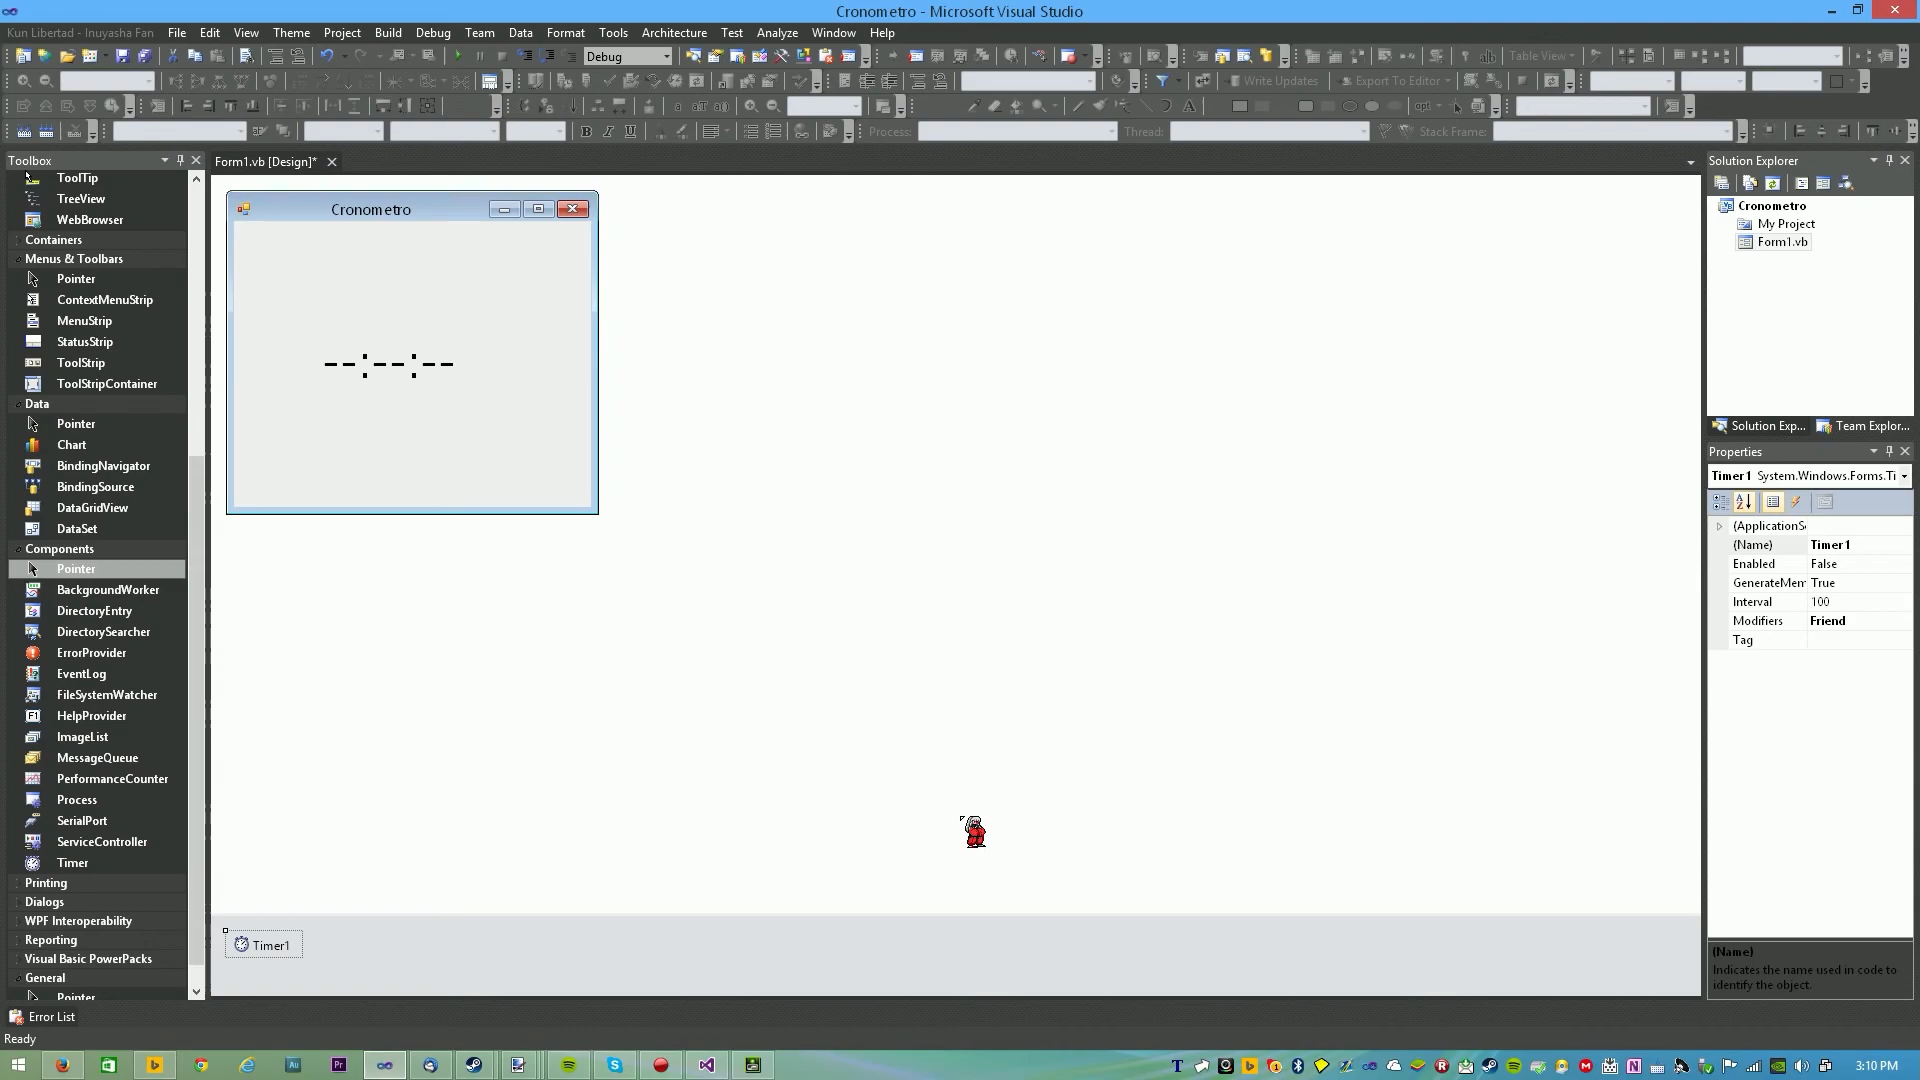 Cronometro - Microsoft Visual Studio
Kun Libertad - Inuyasha Fan File Edit View Theme Project Build Debug Team Data Format Tools Architecture Test Analyze Window Help
Debug
Table View
Write Updates Export To Editor
opt
B I U Process: Thread: Stack Frame:
Toolbox
ToolTip
TreeView
WebBrowser
Containers
Menus & Toolbars
Pointer
ContextMenuStrip
MenuStrip
StatusStrip
ToolStrip
ToolStripContainer
Data
Pointer
Chart
BindingNavigator
BindingSource
DataGridView
DataSet
Components
Pointer
BackgroundWorker
DirectoryEntry
DirectorySearcher
ErrorProvider
EventLog
FileSystemWatcher
HelpProvider
ImageList
MessageQueue
PerformanceCounter
Process
SerialPort
ServiceController
Timer
Printing
Dialogs
WPF Interoperability
Reporting
Visual Basic PowerPacks
General
Pointer
Form1.vb [Design]*
Cronometro
--:--:--
Timer1
Solution Explorer
Cronometro
My Project
Form1.vb
Solution Exp... Team Explor...
Properties
Timer1 System.Windows.Forms.Ti
(ApplicationS
(Name) Timer1
Enabled False
GenerateMem True
Interval 100
Modifiers Friend
Tag
(Name)
Indicates the name used in code to
identify the object.
Error List
Ready
3:10 PM